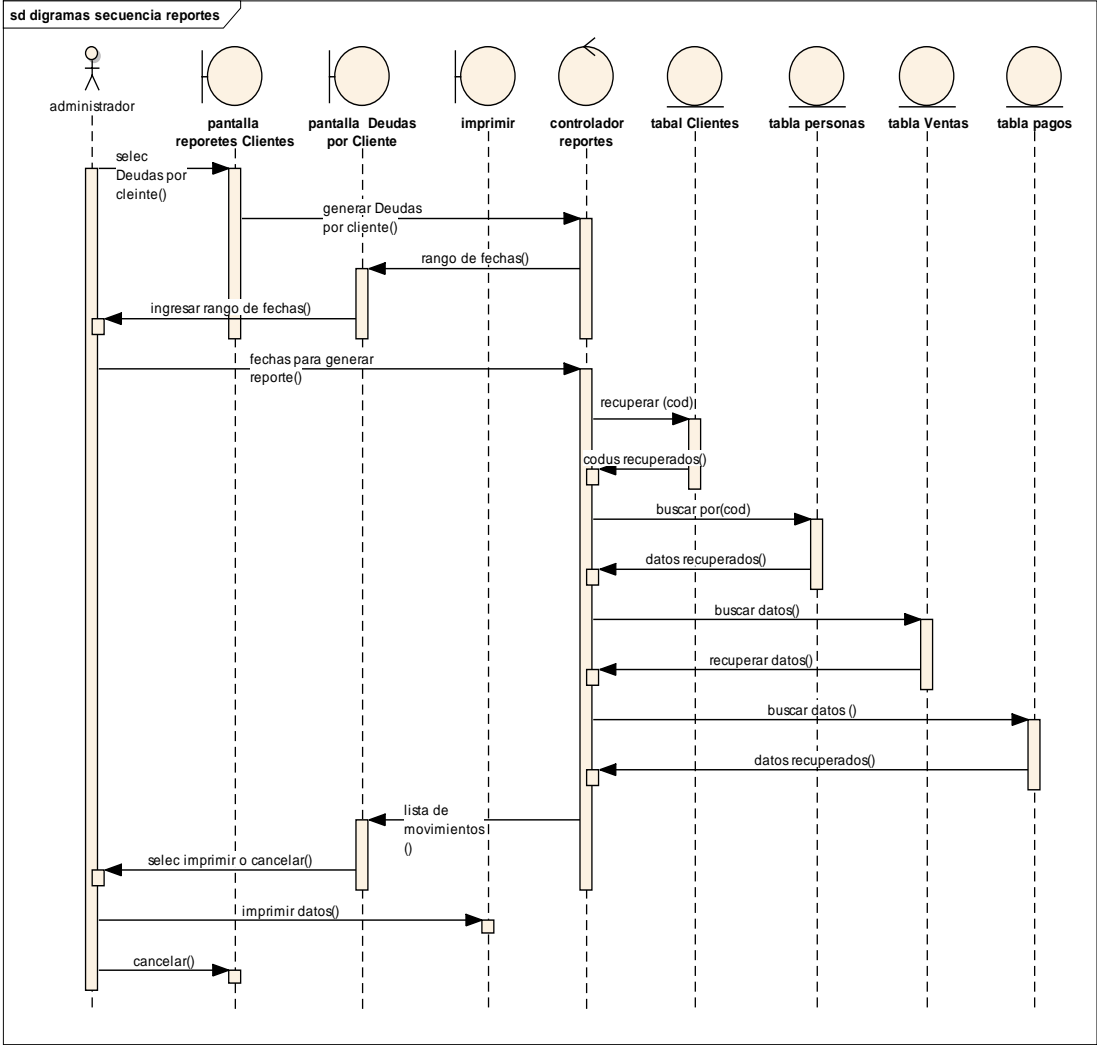 sd digramas secuencia reportes
administrador
pantalla
reporetes Clientes
pantalla Deudas
por Cliente
imprimir
controlador
reportes
tabal Clientes
tabla personas
tabla Ventas
tabla pagos
selec
Deudas por
cleinte()
generar Deudas
por cliente()
rango de fechas()
ingresar rango de fechas()
fechas para generar
reporte()
recuperar (cod)
codus recuperados()
buscar por(cod)
datos recuperados()
buscar datos()
recuperar datos()
buscar datos ()
datos recuperados()
lista de
movimientos
()
selec imprimir o cancelar()
imprimir datos()
cancelar()